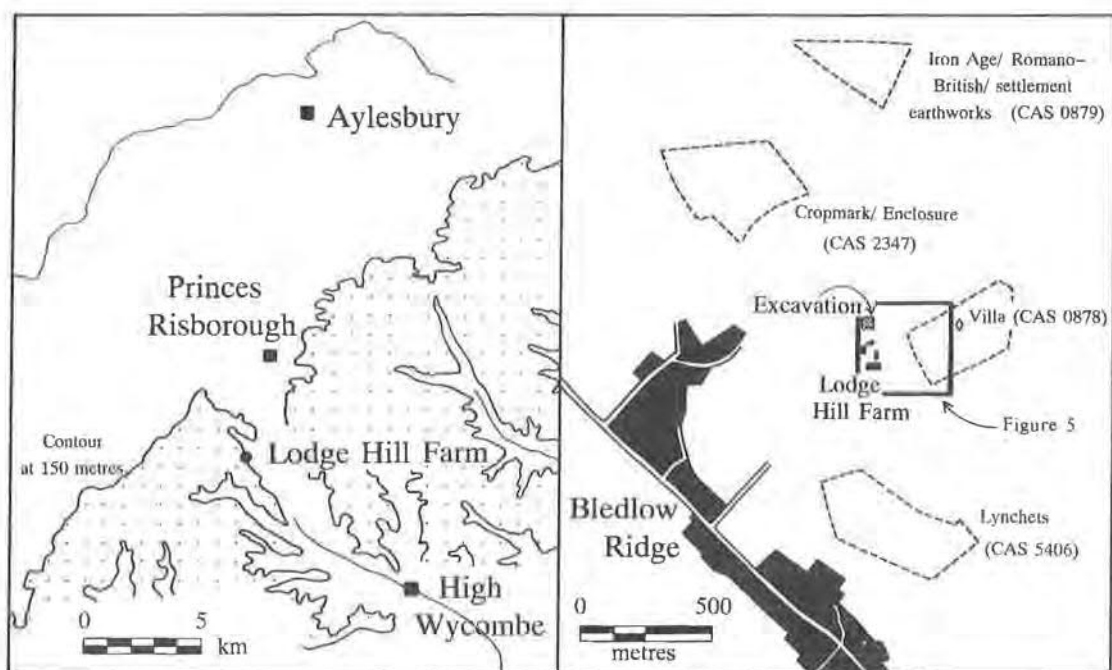 Aylesbury
Princes
Risborough
Contour
at 150 metres
Lodge Hill Farm
High
Wycombe
0 5
km
Iron Age/ Romano-
British/ settlement
earthworks (CAS 0879)
Cropmark/ Enclosure
(CAS 2347)
Excavation
Villa (CAS 0878)
Lodge
Hill Farm
Figure 5
Bledlow
Ridge
Lynchets
(CAS 5406)
0 500
metres